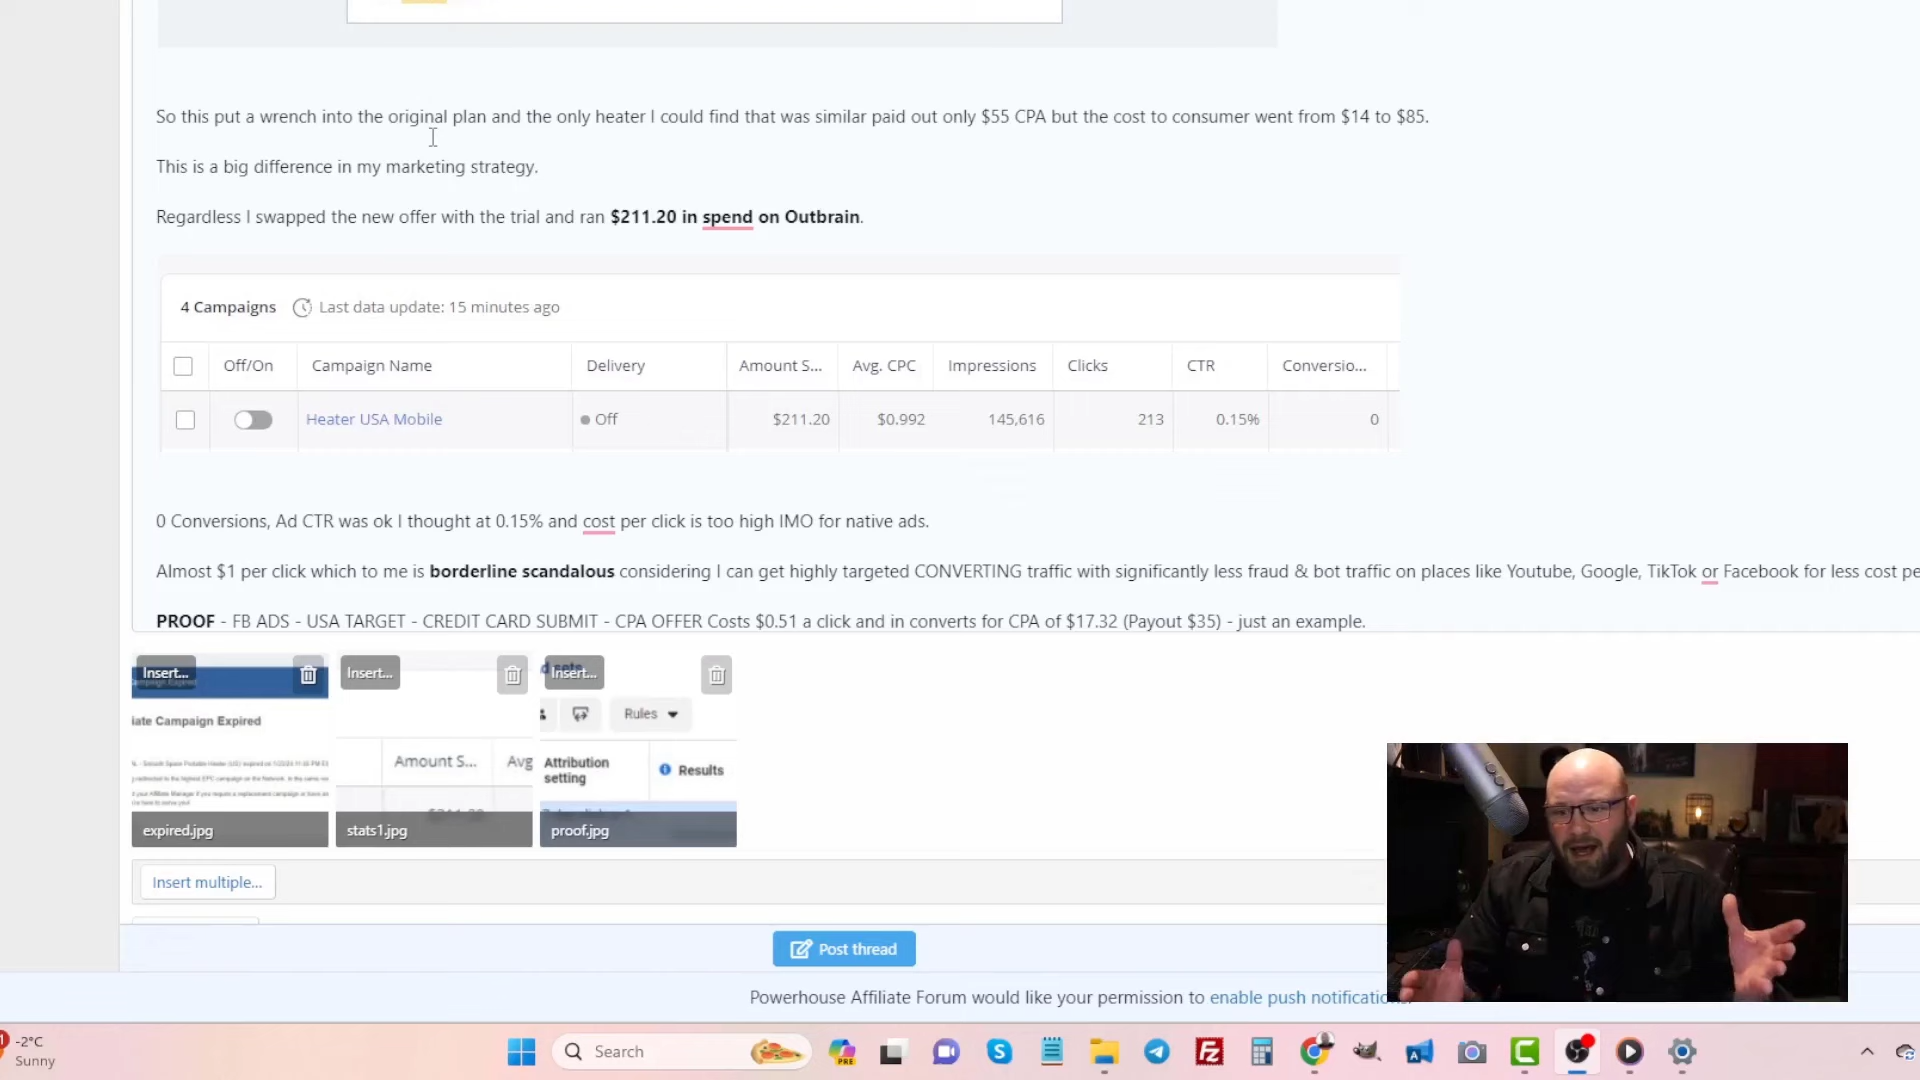 So this put a wrench into the original plan and the only heater I could find that was similar paid out only $55 CPA but the cost to consumer went from $14 to $85.
This is a big difference in my marketing strategy.
Regardless I swapped the new offer with the trial and ran $211.20 in spend on Outbrain.
4 Campaigns Last data update: 15 minutes ago
Off/On Campaign Name Delivery Amount S... Avg. CPC Impressions Clicks CTR Conversio...
Heater USA Mobile Off $211.20 $0.992 145,616 213 0.15% 0
0 Conversions, Ad CTR was ok I thought at 0.15% and cost per click is too high IMO for native ads.
Almost $1 per click which to me is borderline scandalous considering I can get highly targeted CONVERTING traffic with significantly less fraud & bot traffic on places like Youtube, Google, TikTok or Facebook for less cost pe
PROOF - FB ADS - USA TARGET - CREDIT CARD SUBMIT - CPA OFFER Costs $0.51 a click and in converts for CPA of $17.32 (Payout $35) - just an example.
Insert... Insert... Insert...
iate Campaign Expired
Rules
Amount S... Avg
Attribution setting
Results
expired.jpg stats1.jpg proof.jpg
Insert multiple...
Post thread
Powerhouse Affiliate Forum would like your permission to enable push notificatio
-2°C
Sunny
Search
PRE